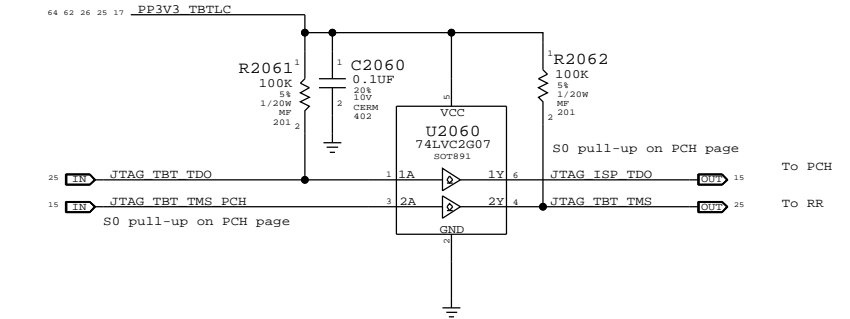 64 62 26 25 17 PP3V3_TBTLC
R2061
100K
5%
1/20W
MF
201
1
2
C2060
0.1UF
20%
10V
CERM
402
1
2
R2062
100K
5%
1/20W
MF
201
1
2
5
VCC
U2060
74LVC2G07
SOT891
S0 pull-up on PCH page
25 IN JTAG_TBT_TDO 1 1A 1Y 6 JTAG_ISP_TDO OUT 15 To PCH
15 IN JTAG_TBT_TMS_PCH 3 2A 2Y 4 JTAG_TBT_TMS OUT 25 To RR
S0 pull-up on PCH page
GND
2